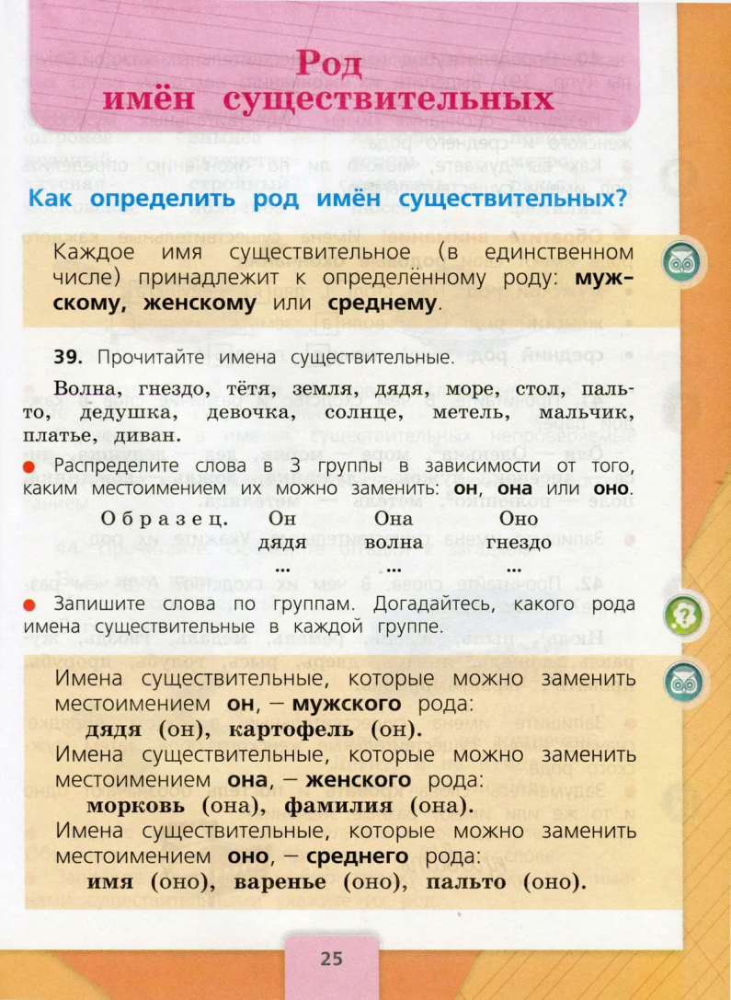 Род
имён существительных
Как определить род имён существительных?
Каждое имя существительное (в единственном
числе) принадлежит к определённому роду: муж-
скому, женскому или среднему.
39. Прочитайте имена существительные.
Волна, гнездо, тётя, земля, дядя, море, стол, паль-
то, дедушка, девочка, солнце, метель, мальчик,
платье, диван.
• Распределите слова в 3 группы в зависимости от того,
каким местоимением их можно заменить: он, она или оно.
Образец. Он Она Оно
дядя волна гнездо
... ... ...
• Запишите слова по группам. Догадайтесь, какого рода
имена существительные в каждой группе.
Имена существительные, которые можно заменить
местоимением он, – мужского рода:
дядя (он), картофель (он).
Имена существительные, которые можно заменить
местоимением она, – женского рода:
морковь (она), фамилия (она).
Имена существительные, которые можно заменить
местоимением оно, – среднего рода:
имя (оно), варенье (оно), пальто (оно).
25